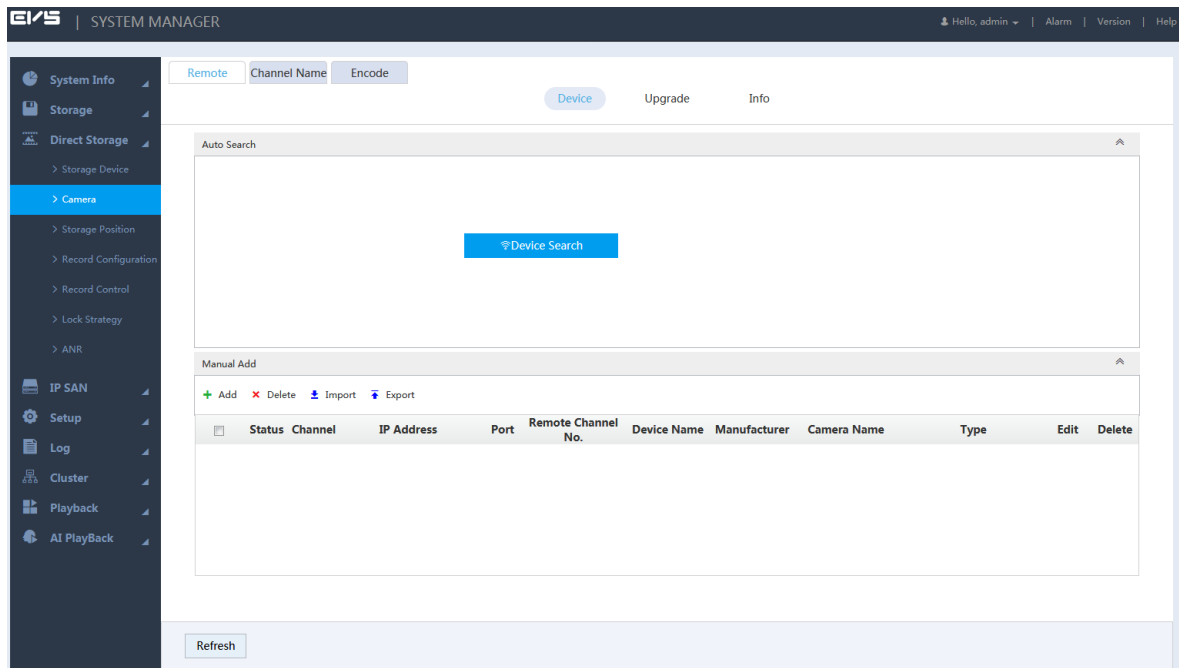 EVS | SYSTEM MANAGER
Hello, admin | Alarm | Version | Help
System Info
Storage
Direct Storage
> Storage Device
> Camera
> Storage Position
> Record Configuration
> Record Control
> Lock Strategy
> ANR
IP SAN
Setup
Log
Cluster
Playback
AI PlayBack
Remote Channel Name Encode
Device Upgrade Info
Auto Search
Device Search
Manual Add
+ Add × Delete Import Export
Status Channel IP Address Port Remote Channel No. Device Name Manufacturer Camera Name Type Edit Delete
Refresh